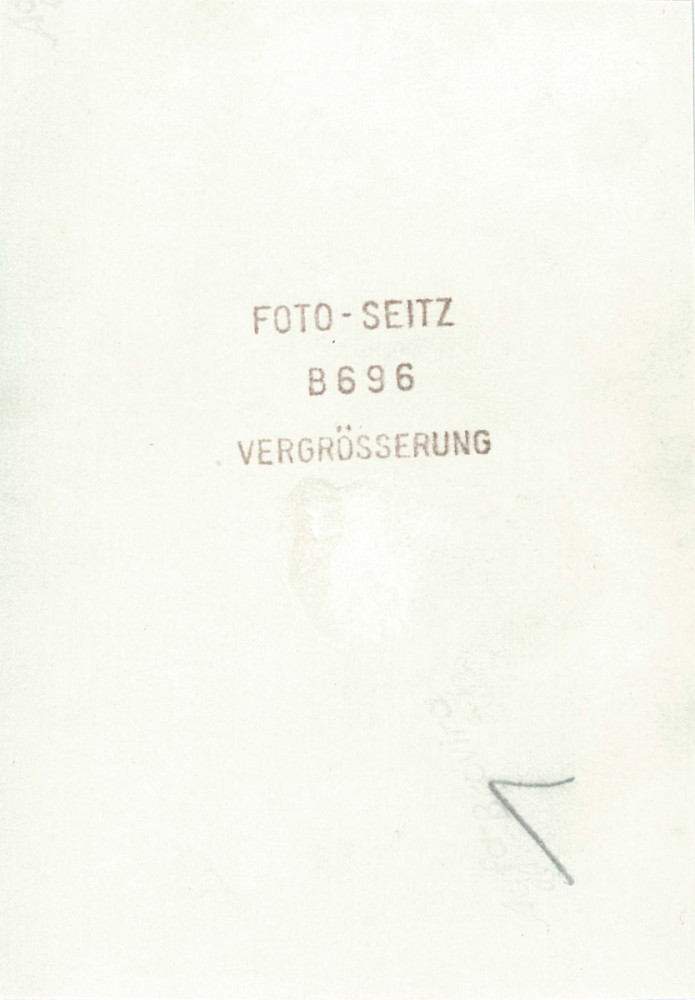 FOTO - SEITZ
B696
VERGRÖSSERUNG